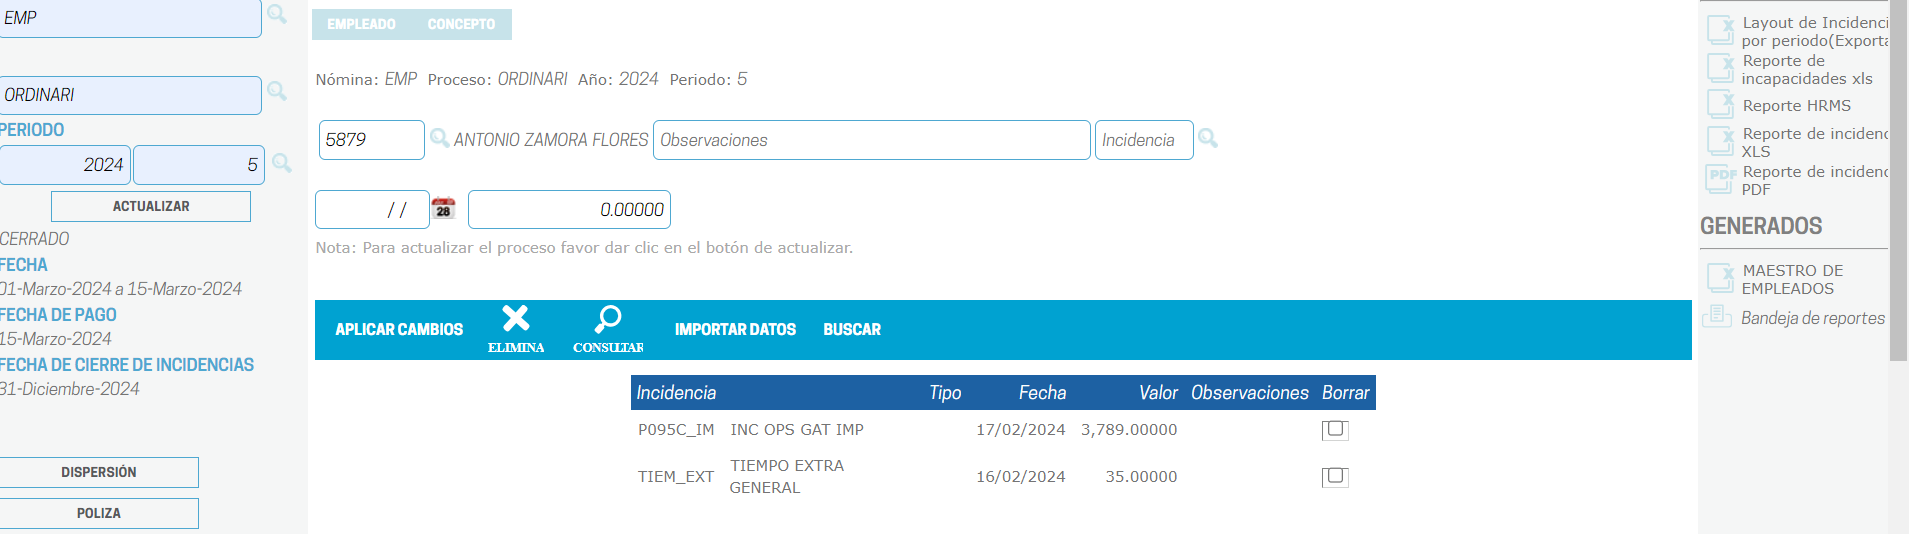 EMP
ORDINARI
PERIODO
2024 5
ACTUALIZAR
CERRADO
FECHA
01-Marzo-2024 a 15-Marzo-2024
FECHA DE PAGO
15-Marzo-2024
FECHA DE CIERRE DE INCIDENCIAS
31-Diciembre-2024
DISPERSIÓN
POLIZA
EMPLEADO CONCEPTO
Nómina: EMP Proceso: ORDINARI Año: 2024 Periodo: 5
5879 ANTONIO ZAMORA FLORES Observaciones Incidencia
/ / 28 0.00000
Nota: Para actualizar el proceso favor dar clic en el botón de actualizar.
APLICAR CAMBIOS ELIMINA CONSULTAR IMPORTAR DATOS BUSCAR
Incidencia Tipo Fecha Valor Observaciones Borrar
P095C_IM INC OPS GAT IMP 17/02/2024 3,789.00000
TIEM_EXT TIEMPO EXTRA GENERAL 16/02/2024 35.00000
Layout de Incidenci
por periodo(Exporta
Reporte de
incapacidades xls
Reporte HRMS
Reporte de incidenc
XLS
PDF Reporte de incidenc
PDF
GENERADOS
MAESTRO DE
EMPLEADOS
Bandeja de reportes